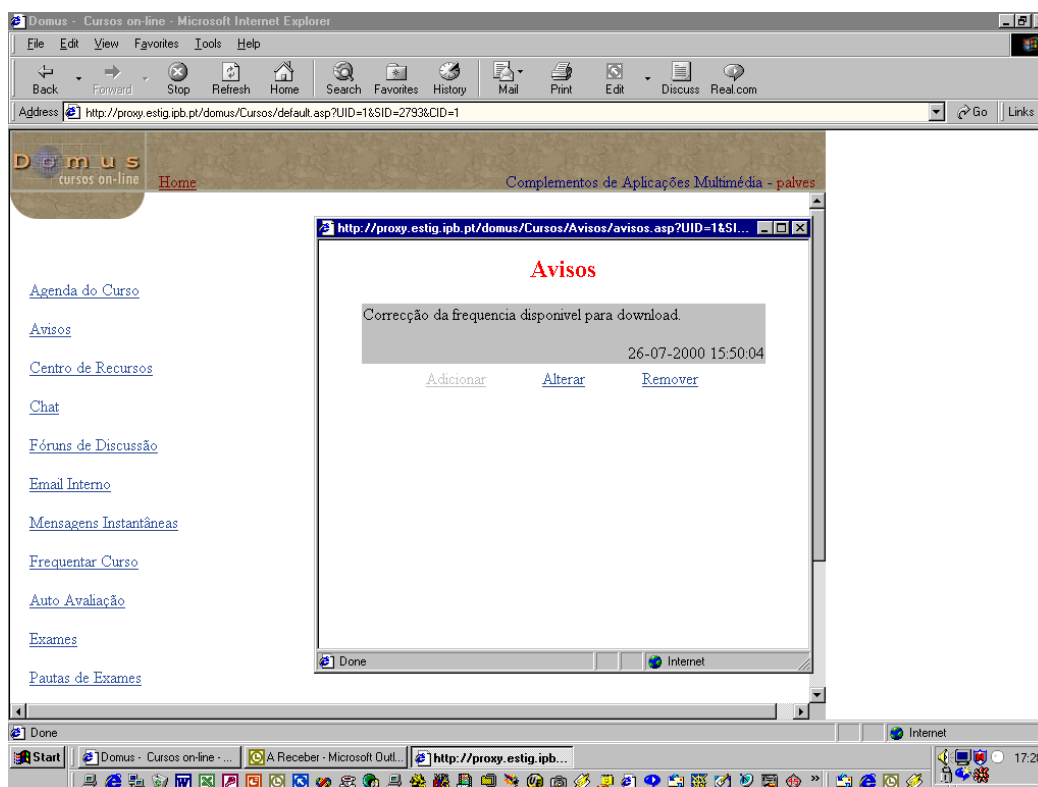 Domus - Cursos on-line - Microsoft Internet Explorer
File Edit View Favorites Tools Help
Back Forward Stop Refresh Home Search Favorites History Mail Print Edit Discuss Real.com
Address http://proxy.estig.ipb.pt/domus/Cursos/default.asp?UID=1&SID=2793&CID=1 Go Links
Domus
cursos on-line
Home
Complementos de Aplicações Multimédia - palves
http://proxy.estig.ipb.pt/domus/Cursos/Avisos/avisos.asp?UID=1&SI...
Avisos
Correcção da frequencia disponivel para download.
26-07-2000 15:50:04
Adicionar Alterar Remover
Done Internet
Agenda do Curso
Avisos
Centro de Recursos
Chat
Fóruns de Discussão
Email Interno
Mensagens Instantâneas
Frequentar Curso
Auto Avaliação
Exames
Pautas de Exames
Done Internet
Start Domus - Cursos on-line - ... A Receber - Microsoft Outl... http://proxy.estig.ipb...